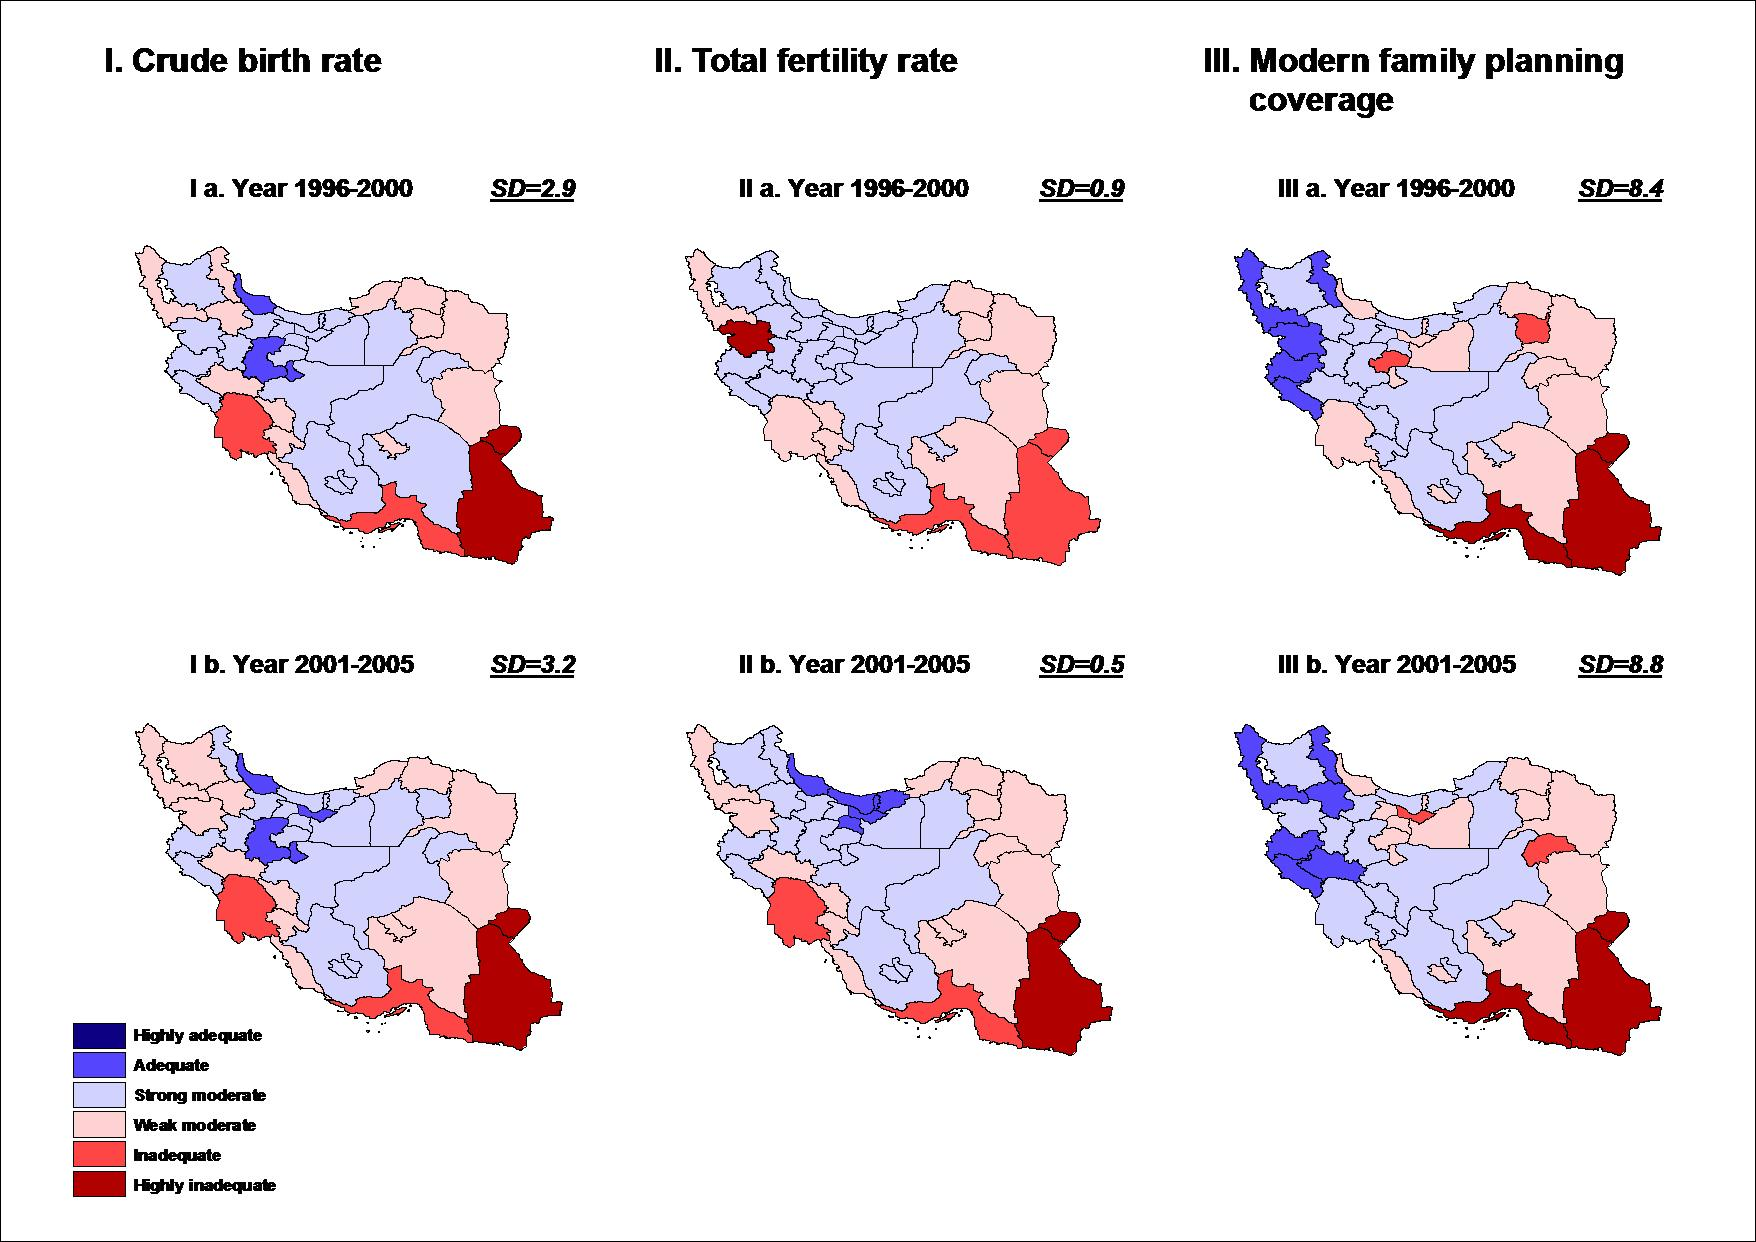 I. Crude birth rate
II. Total fertility rate
III. Modern family planning
coverage
I a. Year 1996-2000 SD=2.9
II a. Year 1996-2000 SD=0.9
III a. Year 1996-2000 SD=8.4
I b. Year 2001-2005 SD=3.2
II b. Year 2001-2005 SD=0.5
III b. Year 2001-2005 SD=8.8
Highly adequate
Adequate
Strong moderate
Weak moderate
Inadequate
Highly inadequate